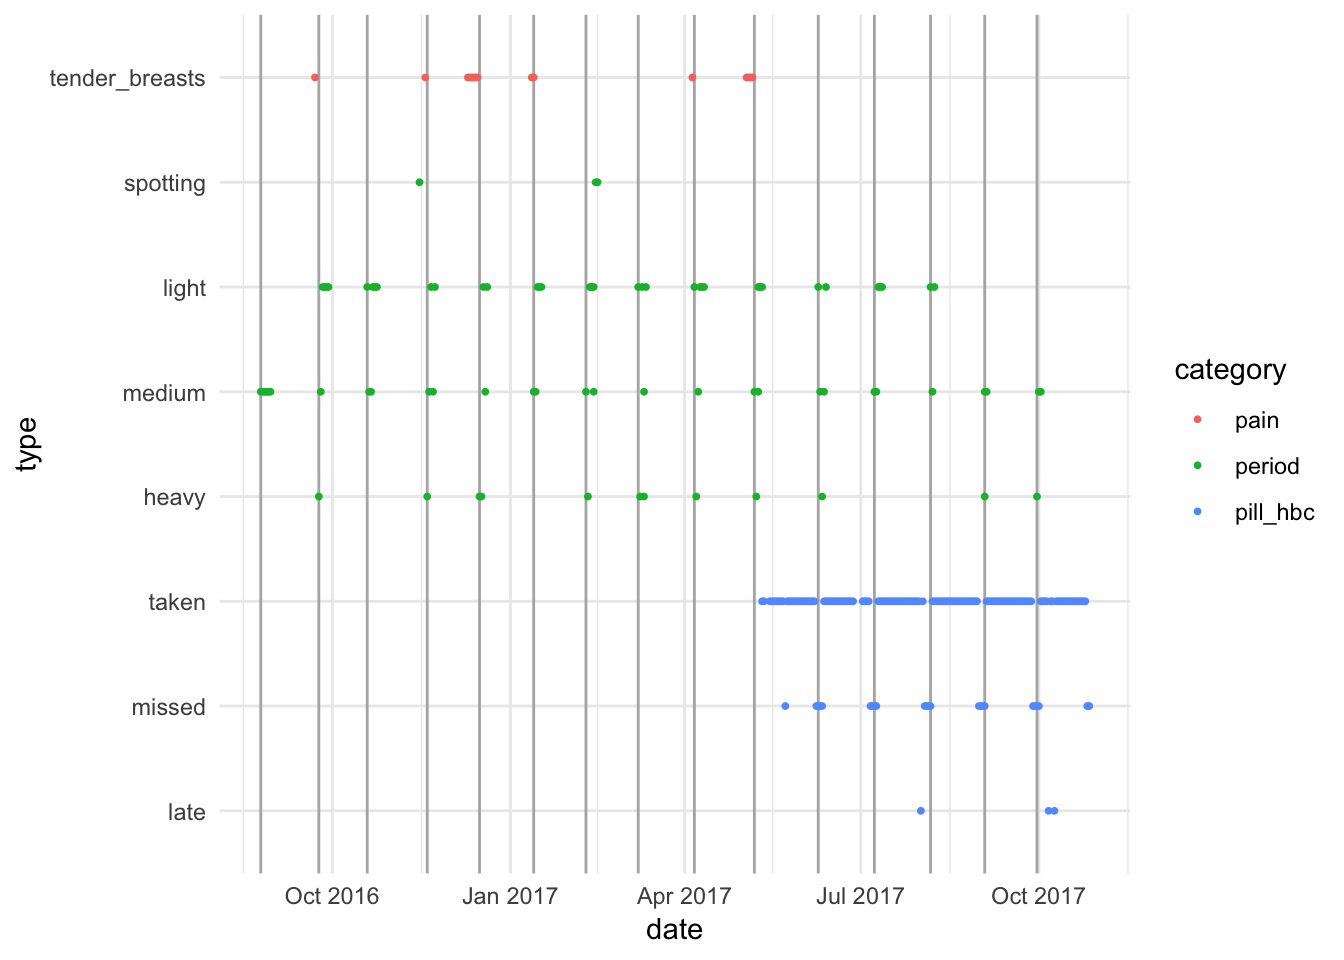 tender_breasts
spotting
light
medium
heavy
taken
missed
late
type
Oct 2016
Jan 2017
Apr 2017
Jul 2017
Oct 2017
date
category
pain
period
pill_hbc